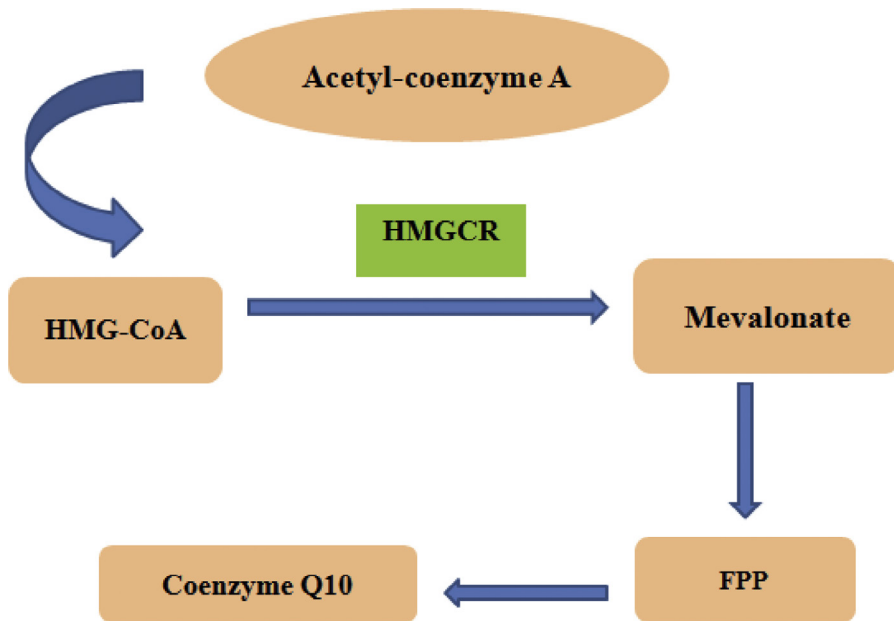 Acetyl-coenzyme A
HMGCR
HMG-CoA
Mevalonate
FPP
Coenzyme Q10